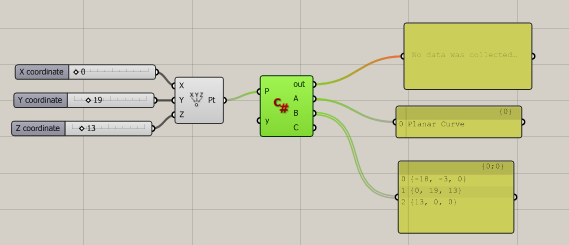 X coordinate ◇ 0
Y coordinate ◇ 19
Z coordinate ◇ 13
X
Y
Z
X Y Z
Pt
P
y
C#
out
A
B
C
No data was collected...
{0}
0 Planar Curve
{0;0}
0 {-18, -3, 0}
1 {0, 19, 13}
2 {13, 0, 0}